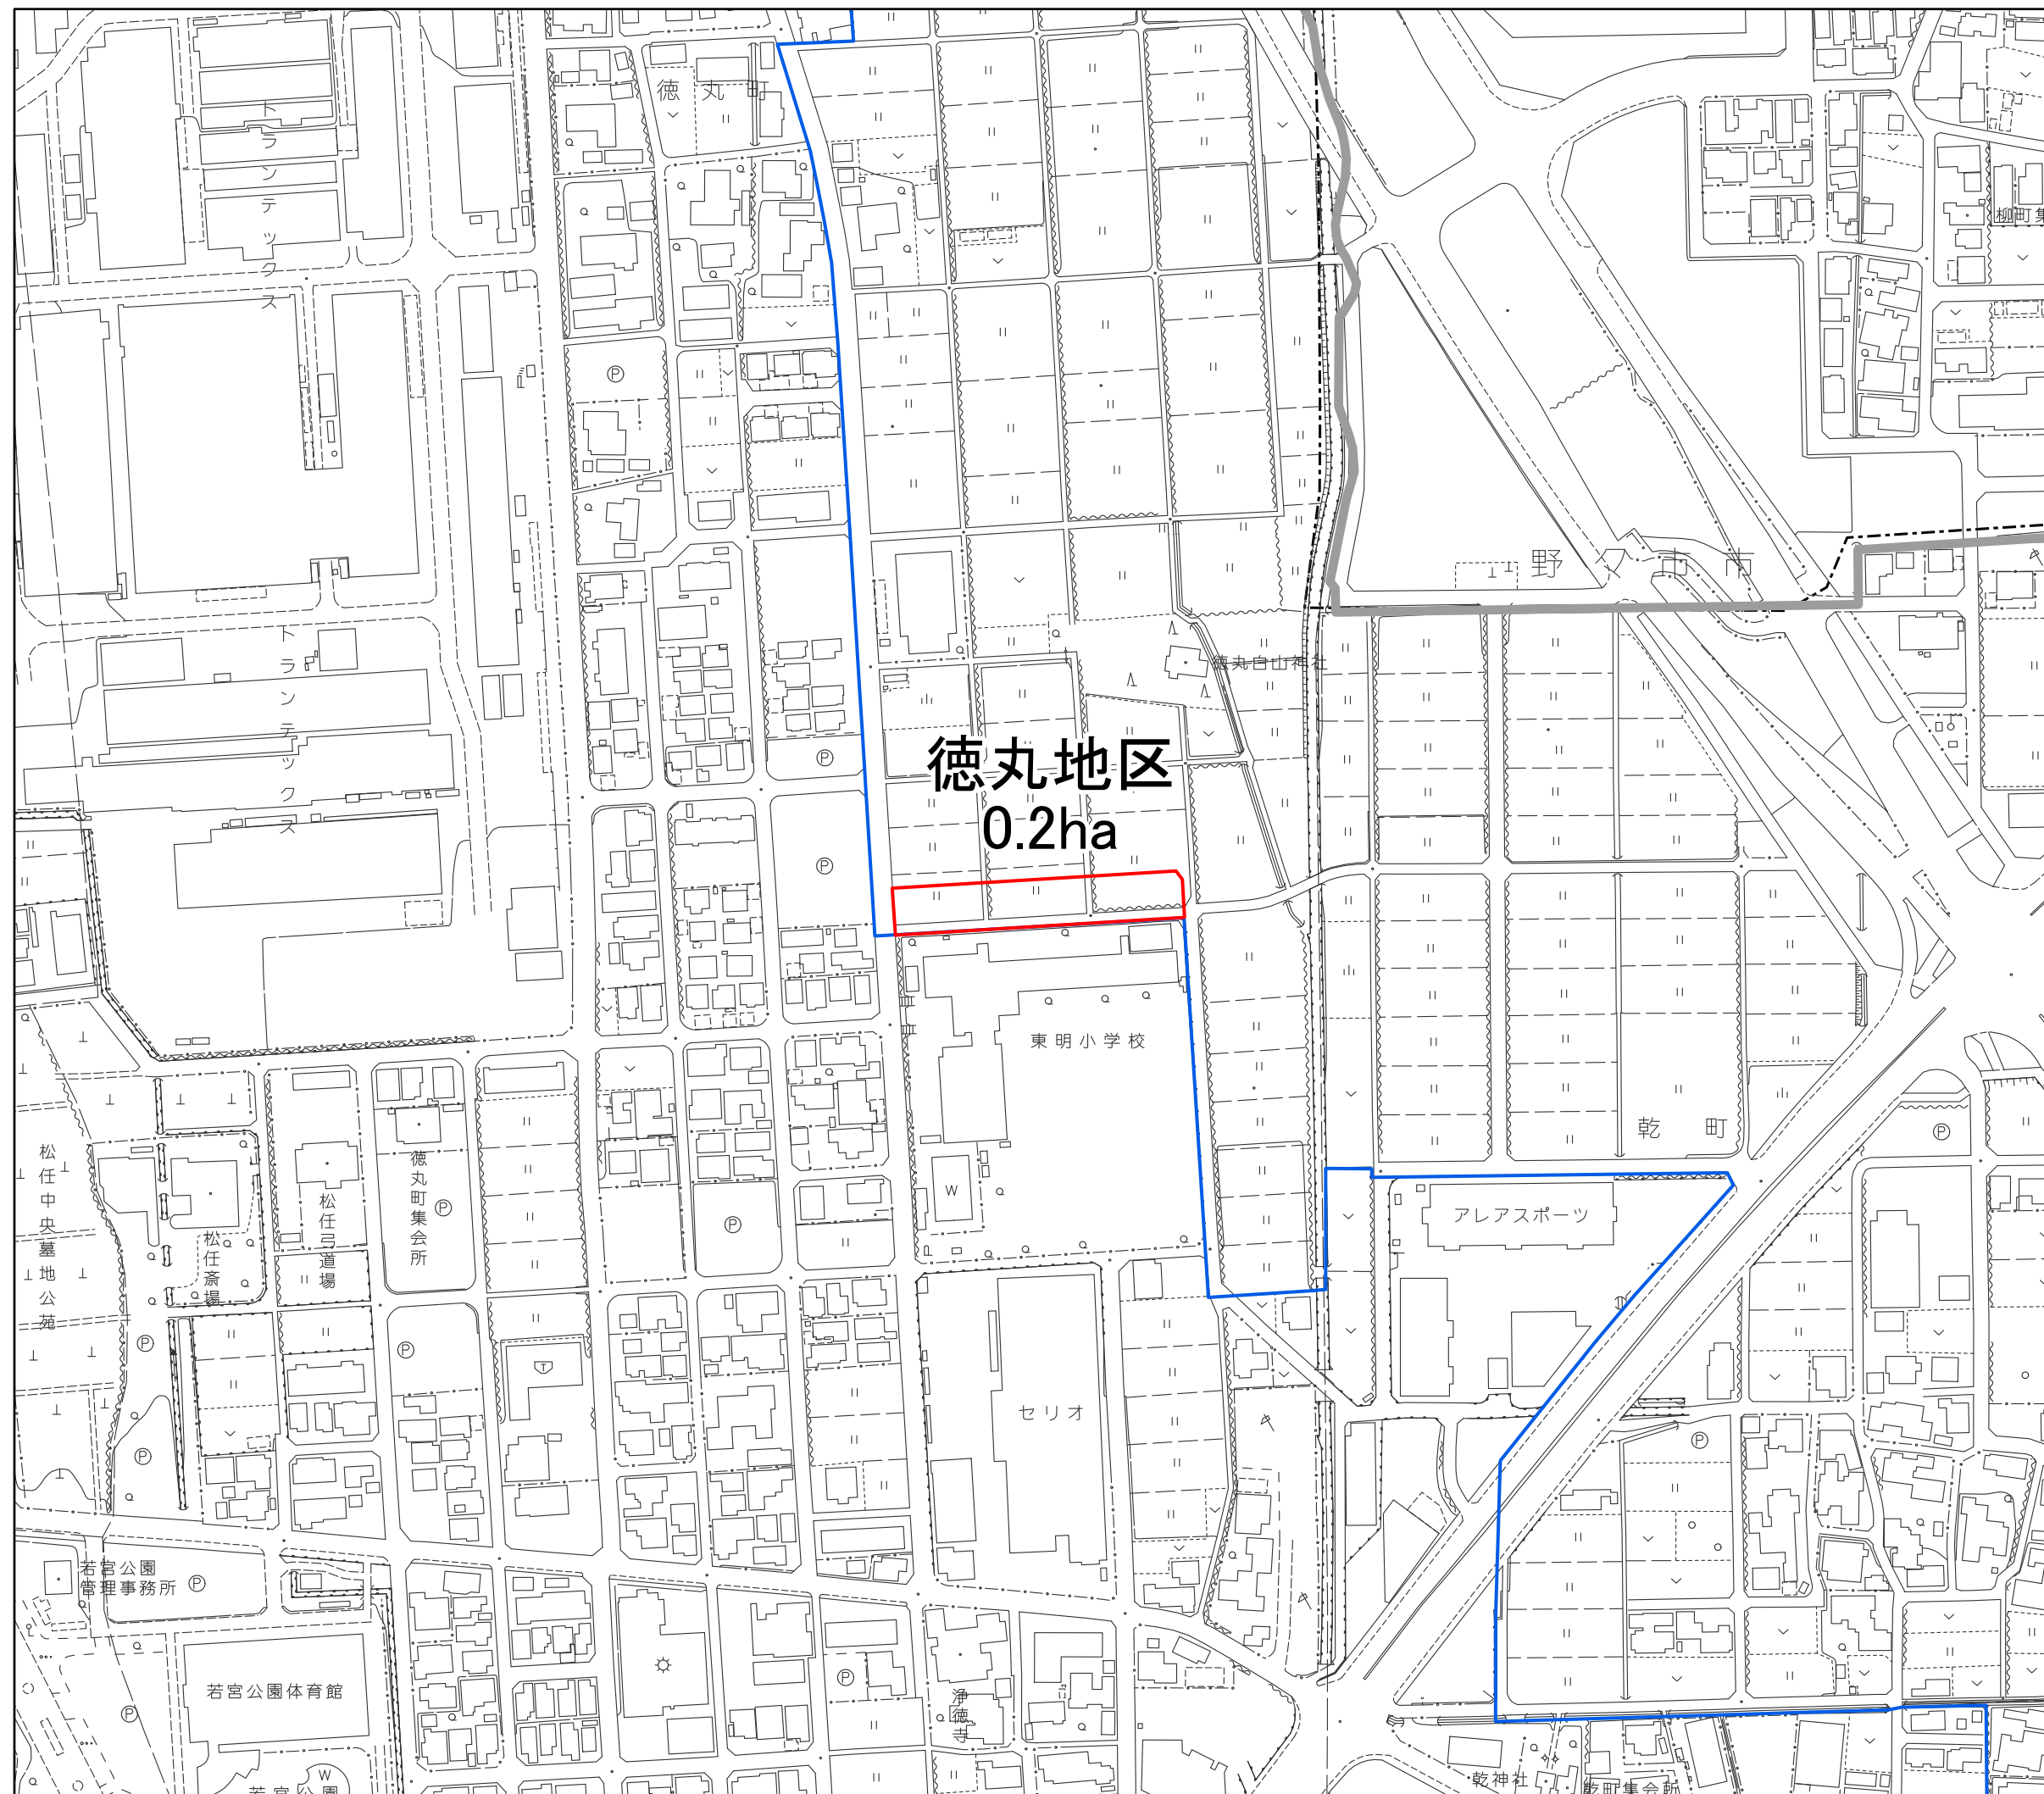 徳丸町
トランテックス
柳町集
野々市市
トランテックス
徳丸白山神社
徳丸地区
0.2ha
東明小学校
乾町
松任中央墓地公苑
松任斎場
松任弓道場
徳丸町集会所
アレアスポーツ
セリオ
若宮公園
管理事務所
若宮公園体育館
浄徳寺
若宮公園
乾神社
乾町集会所